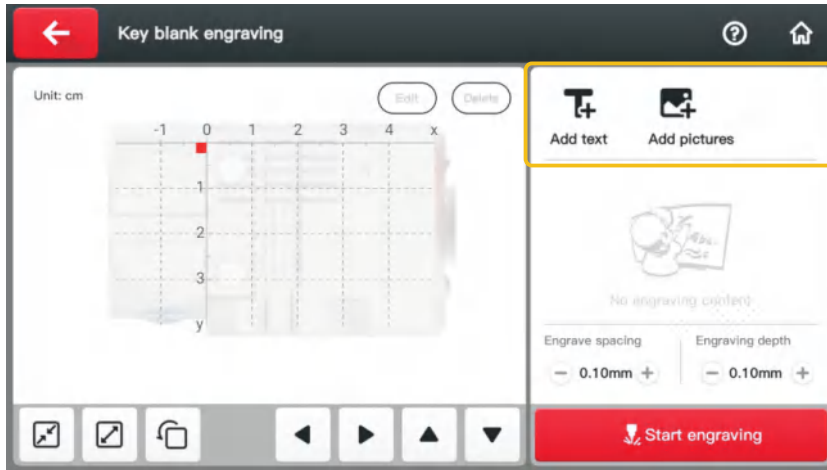 Key blank engraving
Unit: cm
Edit
Delete
-1 0 1 2 3 4 x
1
2
3
y
Add text
Add pictures
No engraving content
Engrave spacing
Engraving depth
− 0.10mm +
− 0.10mm +
Start engraving